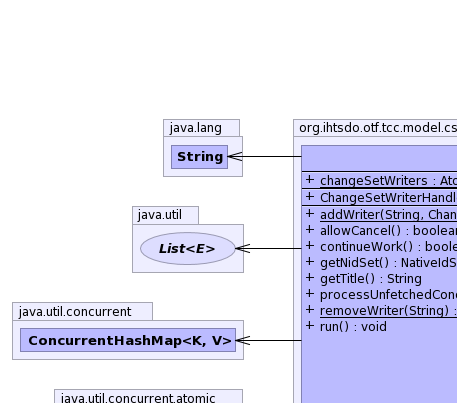 java.lang
String
java.util
List<E>
java.util.concurrent
ConcurrentHashMap<K, V>
java.util.concurrent.atomic
org.ihtsdo.otf.tcc.model.cs
+ changeSetWriters : Ato
+ ChangeSetWriterHandl
+ addWriter(String, Chan
+ allowCancel() : boolean
+ continueWork() : boole
+ getNidSet() : NativeIdS
+ getTitle() : String
+ processUnfetchedConc
+ removeWriter(String) :
+ run() : void